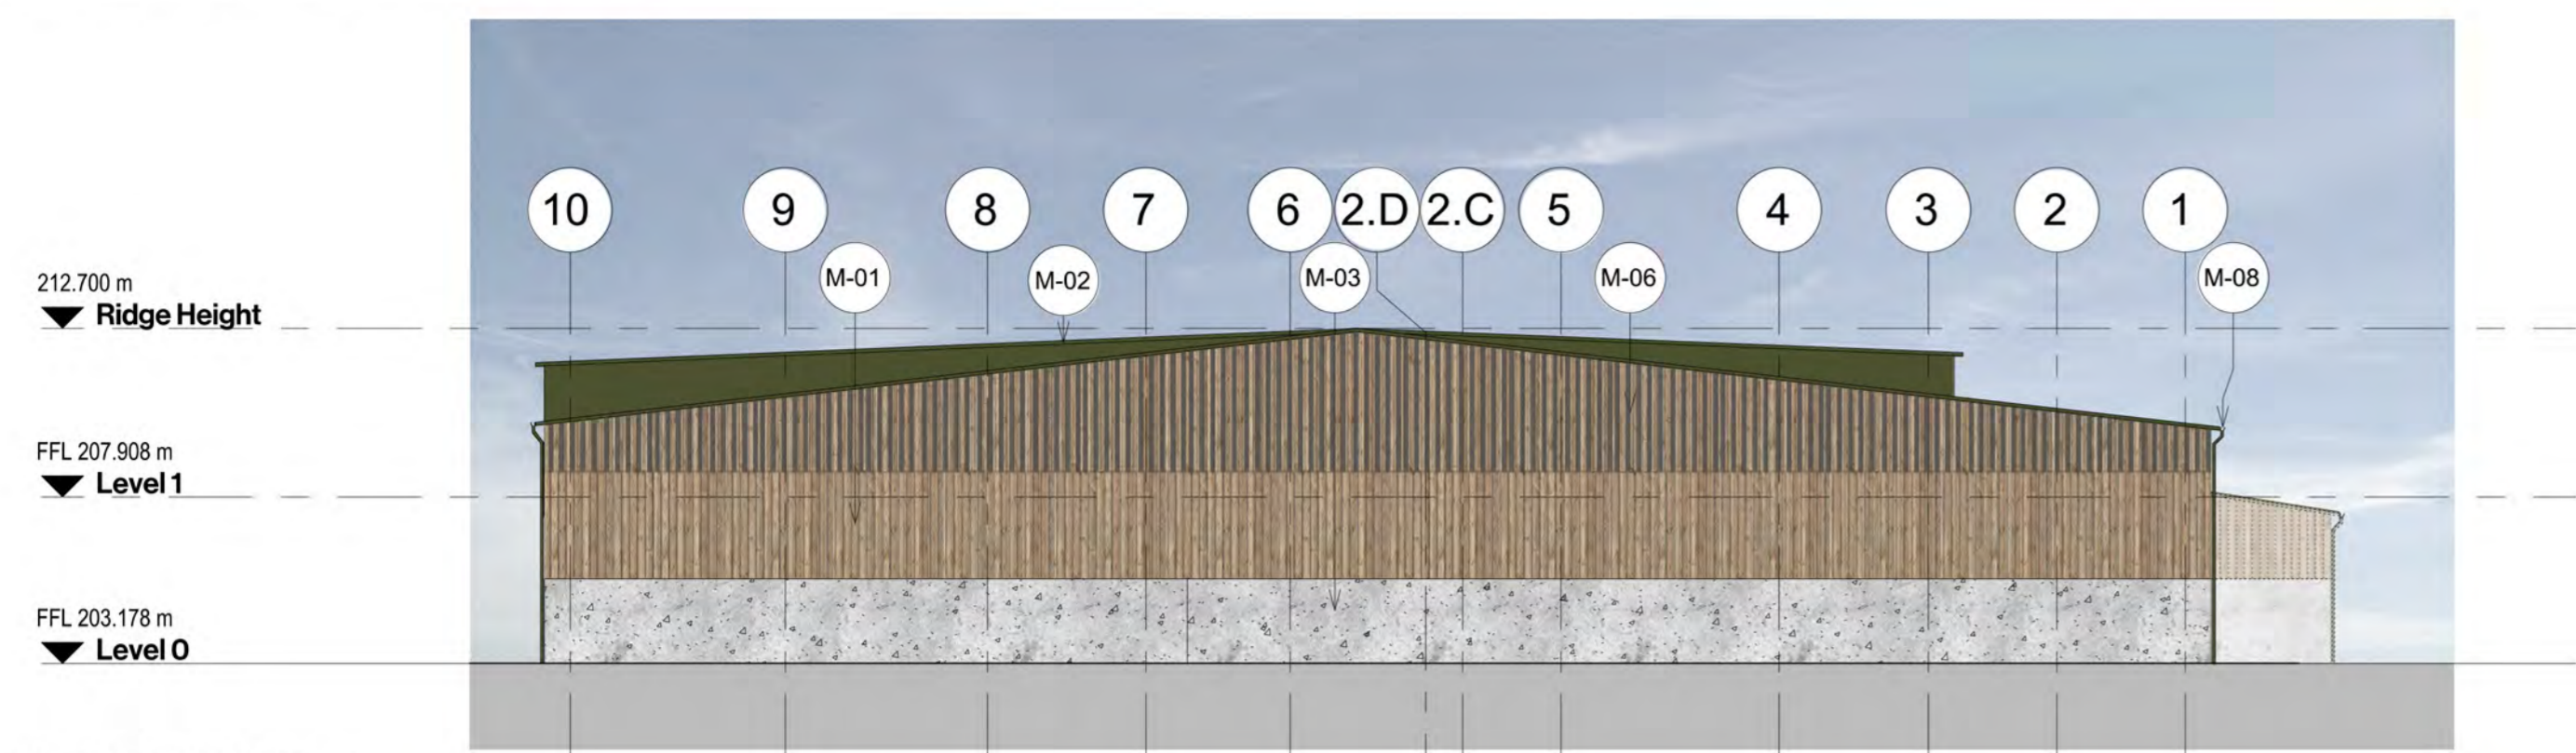 10 9 8 7 6 2.D 2.C 5 4 3 2 1
M-01 M-02 M-03 M-06 M-08
212.700 m
Ridge Height
FFL 207.908 m
Level 1
FFL 203.178 m
Level 0